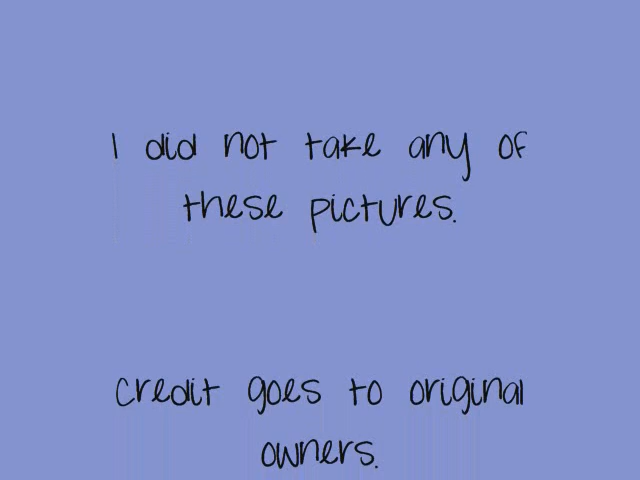 I did not take any of
these pictures.
credit goes to original
owners.